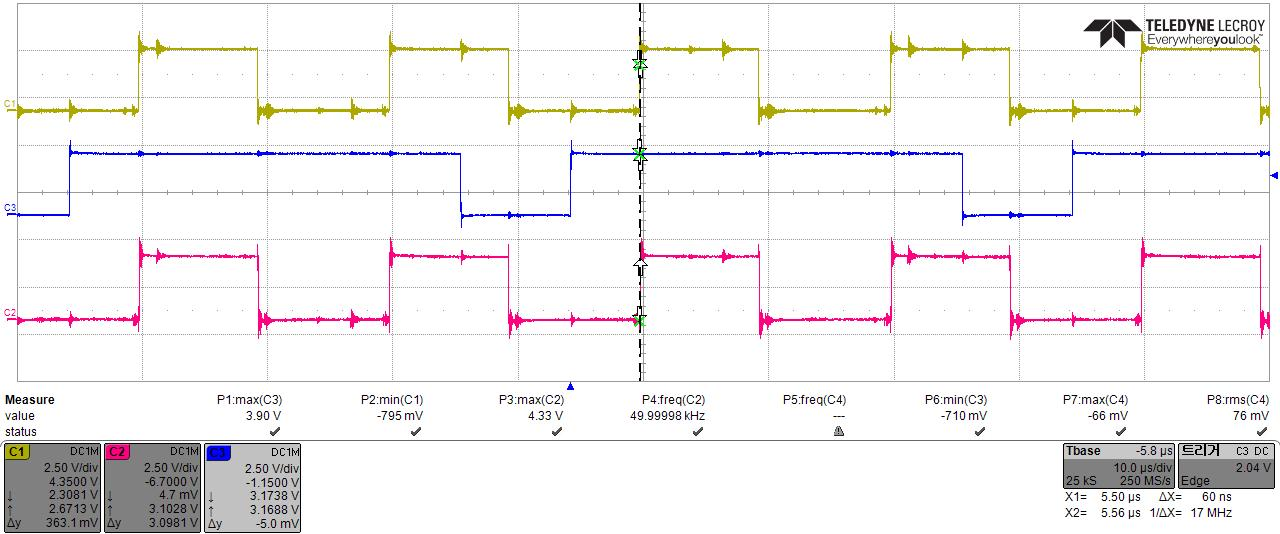 TELEDYNE LECROY
Everywhereyoulook™
C1
C3
C2
Measure P1:max(C3) P2:min(C1) P3:max(C2) P4:freq(C2) P5:freq(C4) P6:min(C3) P7:max(C4) P8:rms(C4)
value 3.90 V -795 mV 4.33 V 49.99998 kHz --- -710 mV -66 mV 76 mV
status
C1 DC1M
2.50 V/div
4.3500 V
↓ 2.3081 V
↑ 2.6713 V
Δy 363.1 mV
C2 DC1M
2.50 V/div
-6.7000 V
↓ 4.7 mV
↑ 3.1028 V
Δy 3.0981 V
C3 DC1M
2.50 V/div
-1.1500 V
↓ 3.1738 V
↑ 3.1688 V
Δy -5.0 mV
Tbase -5.8 µs
10.0 µs/div
25 kS 250 MS/s
트리거 C3 DC
2.04 V
Edge
X1= 5.50 µs ΔX= 60 ns
X2= 5.56 µs 1/ΔX= 17 MHz